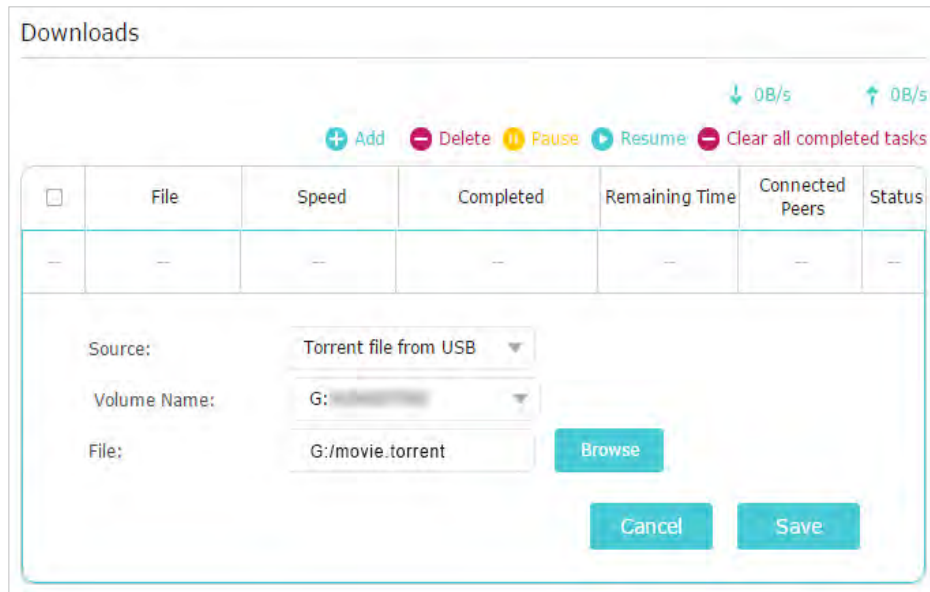 Downloads
0B/s 0B/s
Add Delete Pause Resume Clear all completed tasks
File Speed Completed Remaining Time Connected Peers Status
-- -- -- -- -- -- --
Source: Torrent file from USB
Volume Name: G:
File: G:/movie.torrent Browse
Cancel Save